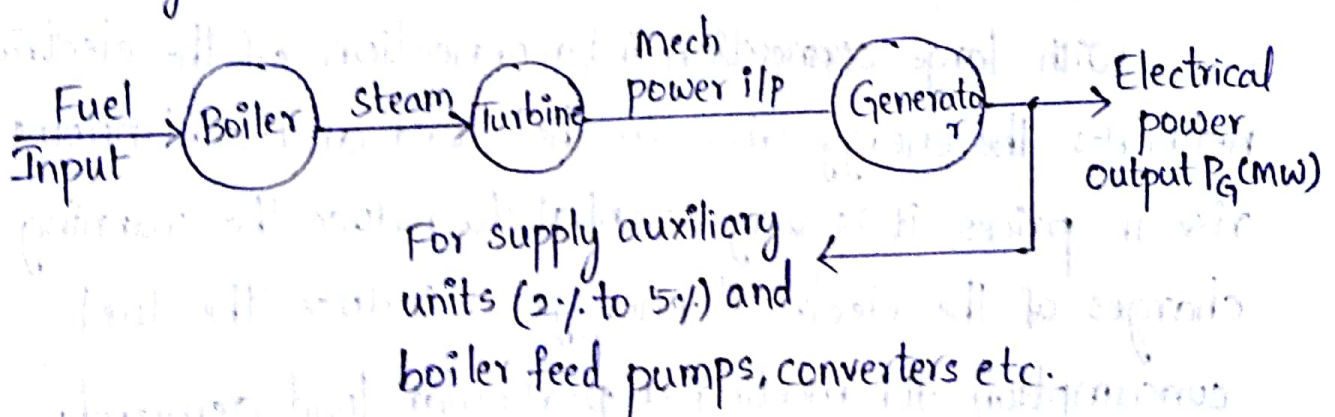 Fuel
Input
Boiler
steam
Turbine
Mech
power i/p
Generator
Electrical
power
output PG (MW)
For supply auxiliary
units (2% to 5%) and
boiler feed pumps, converters etc.